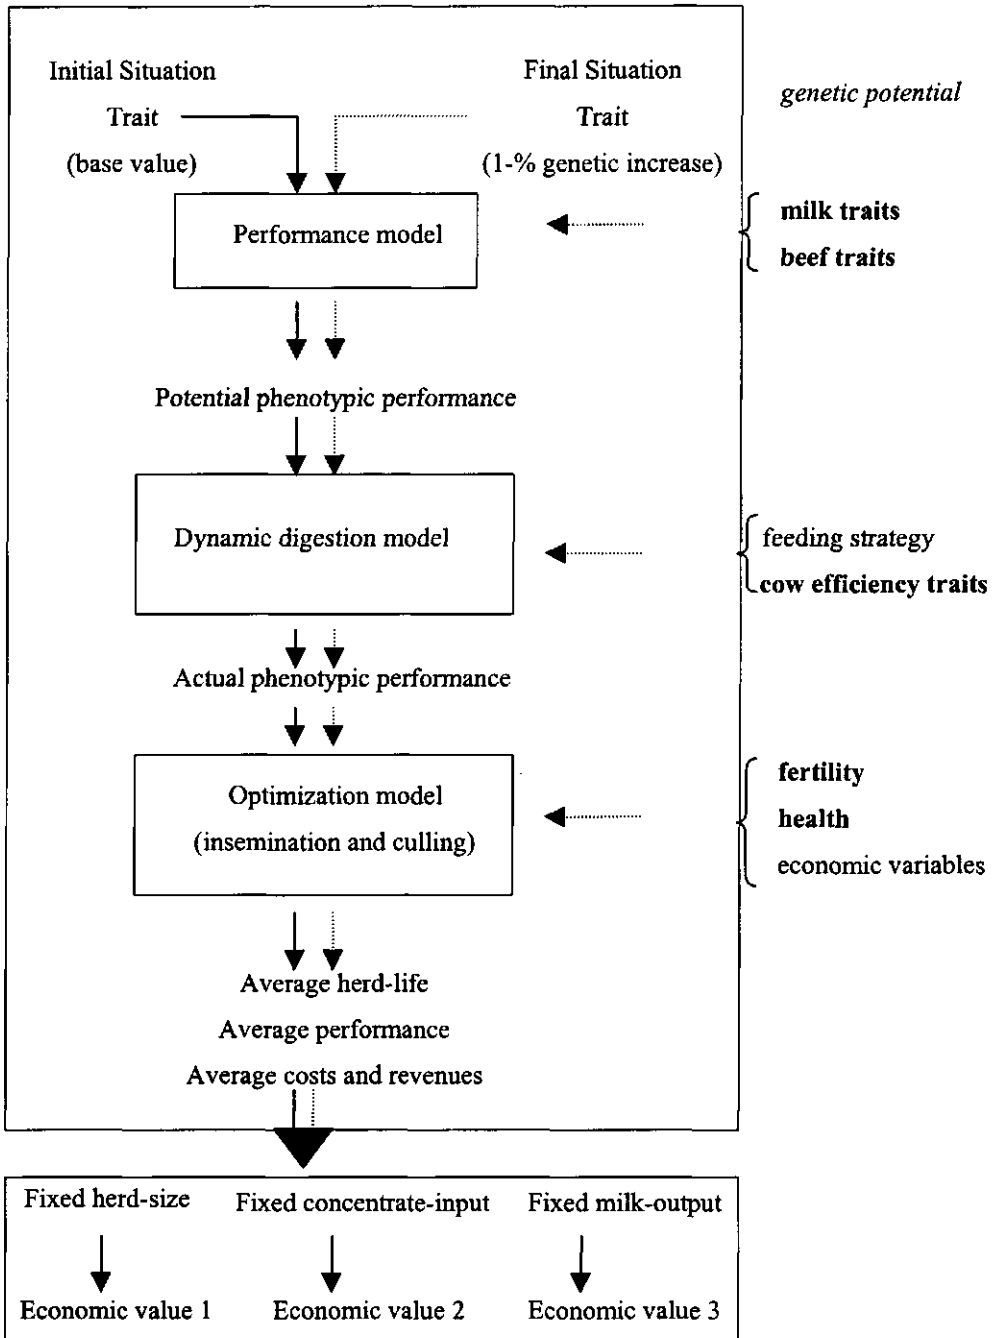 Initial Situation
Final Situation
Trait
Trait
genetic potential
(base value)
(1-% genetic increase)
Performance model
milk traits
beef traits
Potential phenotypic performance
Dynamic digestion model
feeding strategy
cow efficiency traits
Actual phenotypic performance
Optimization model
(insemination and culling)
fertility
health
economic variables
Average herd-life
Average performance
Average costs and revenues
Fixed herd-size
Fixed concentrate-input
Fixed milk-output
Economic value 1
Economic value 2
Economic value 3